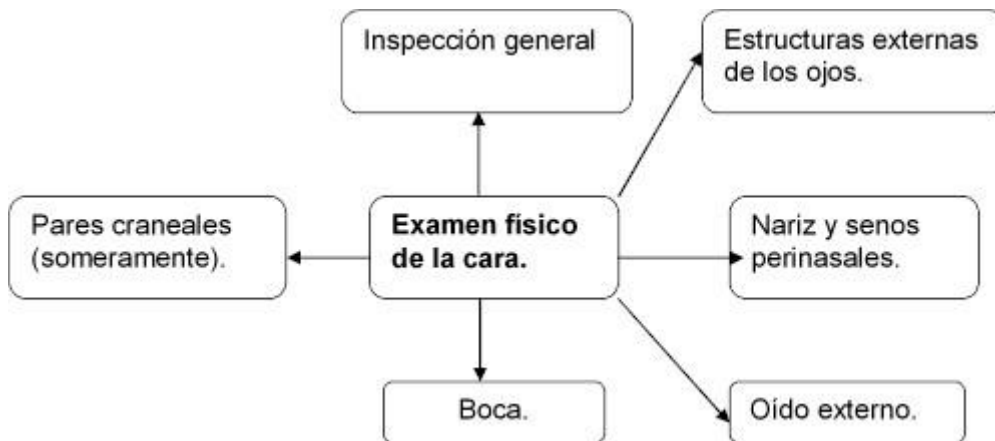 Inspección general
Estructuras externas
de los ojos.
Pares craneales
(someramente).
Examen físico
de la cara.
Nariz y senos
perinasales.
Boca.
Oído externo.